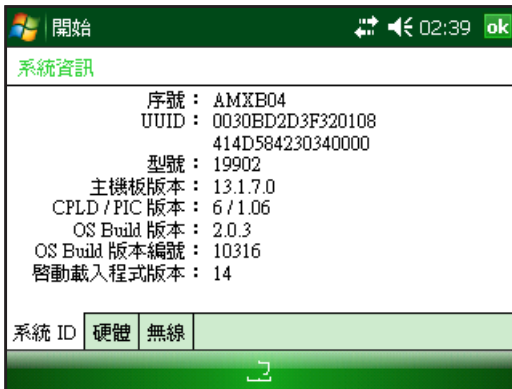 開始 02:39 ok
系統資訊
序號： AMXB04
UUID： 0030BD2D3F320108
414D584230340000
型號： 19902
主機板版本： 13.1.7.0
CPLD / PIC 版本： 6 / 1.06
OS Build 版本： 2.0.3
OS Build 版本編號： 10316
啓動載入程式版本： 14
系統 ID 硬體 無線